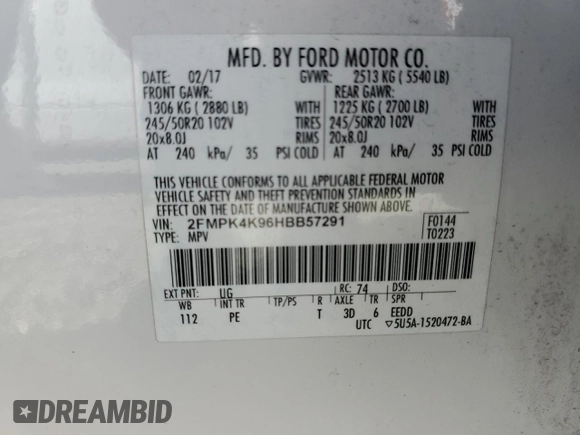 MFD. BY FORD MOTOR CO.
DATE: 02/17 GVWR: 2513 KG ( 5540 LB)
FRONT GAWR: REAR GAWR:
1306 KG ( 2880 LB) WITH 1225 KG ( 2700 LB) WITH
245/50R20 102V TIRES 245/50R20 102V TIRES
20x8.0J RIMS 20x8.0J RIMS
AT 240 kPa/ 35 PSI COLD AT 240 kPa/ 35 PSI COLD
THIS VEHICLE CONFORMS TO ALL APPLICABLE FEDERAL MOTOR
VEHICLE SAFETY AND THEFT PREVENTION STANDARDS IN
EFFECT ON THE DATE OF MANUFACTURE SHOWN ABOVE.
VIN: 2FMPK4K96HBB57291 F0144
TYPE: MPV T0223
EXT PNT: UG RC: 74 DSO:
WB INT TR TP/PS R AXLE TR SPR
112 PE T 3D 6 EEDD
UTC ▽5U5A-1520472-BA
DREAMBID